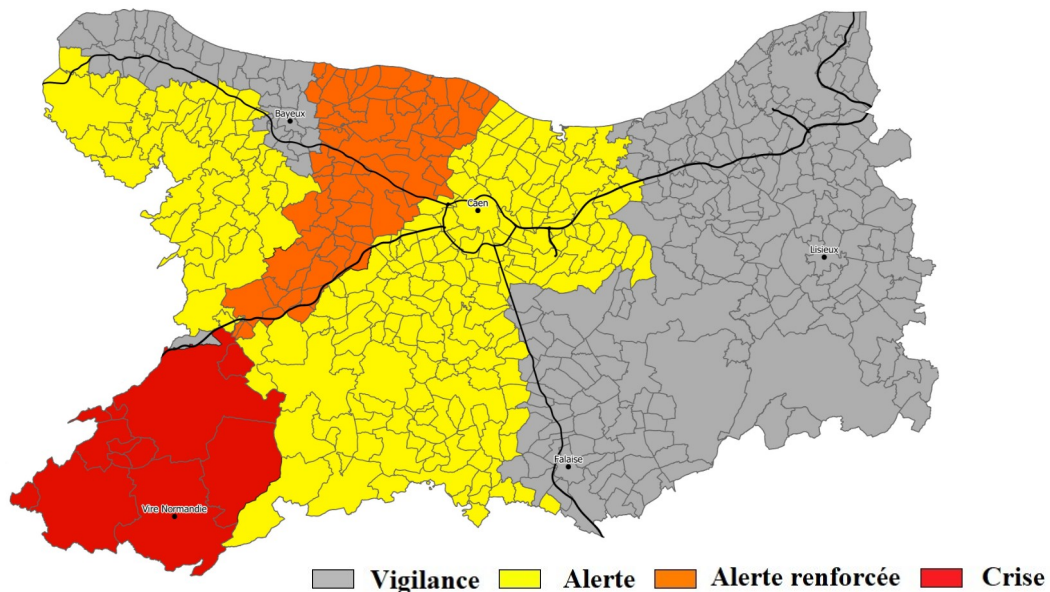 Bayeux
Caen
Lisieux
Falaise
Vire Normandie
Vigilance
Alerte
Alerte renforcée
Crise